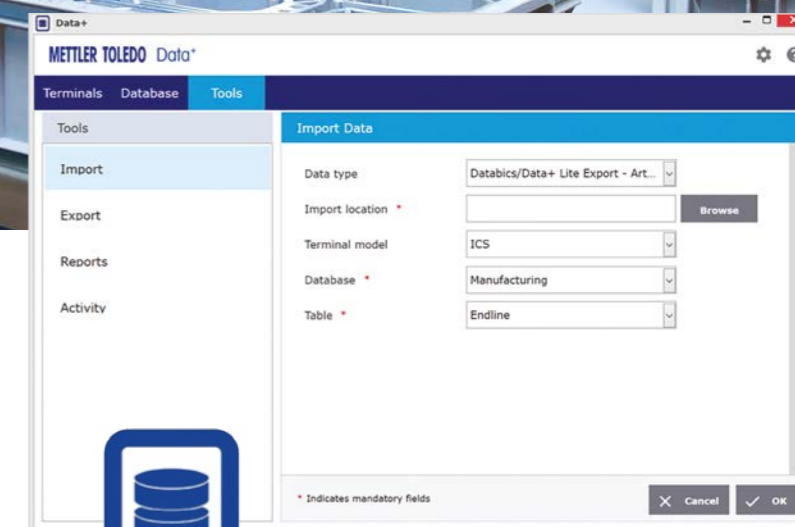 Data+
METTLER TOLEDO Data+
Terminals Database Tools
Tools
Import
Export
Reports
Activity
Import Data
Data type Databics/Data+ Lite Export - Art...
Import location * Browse
Terminal model ICS
Database * Manufacturing
Table * Endline
* Indicates mandatory fields
Cancel OK